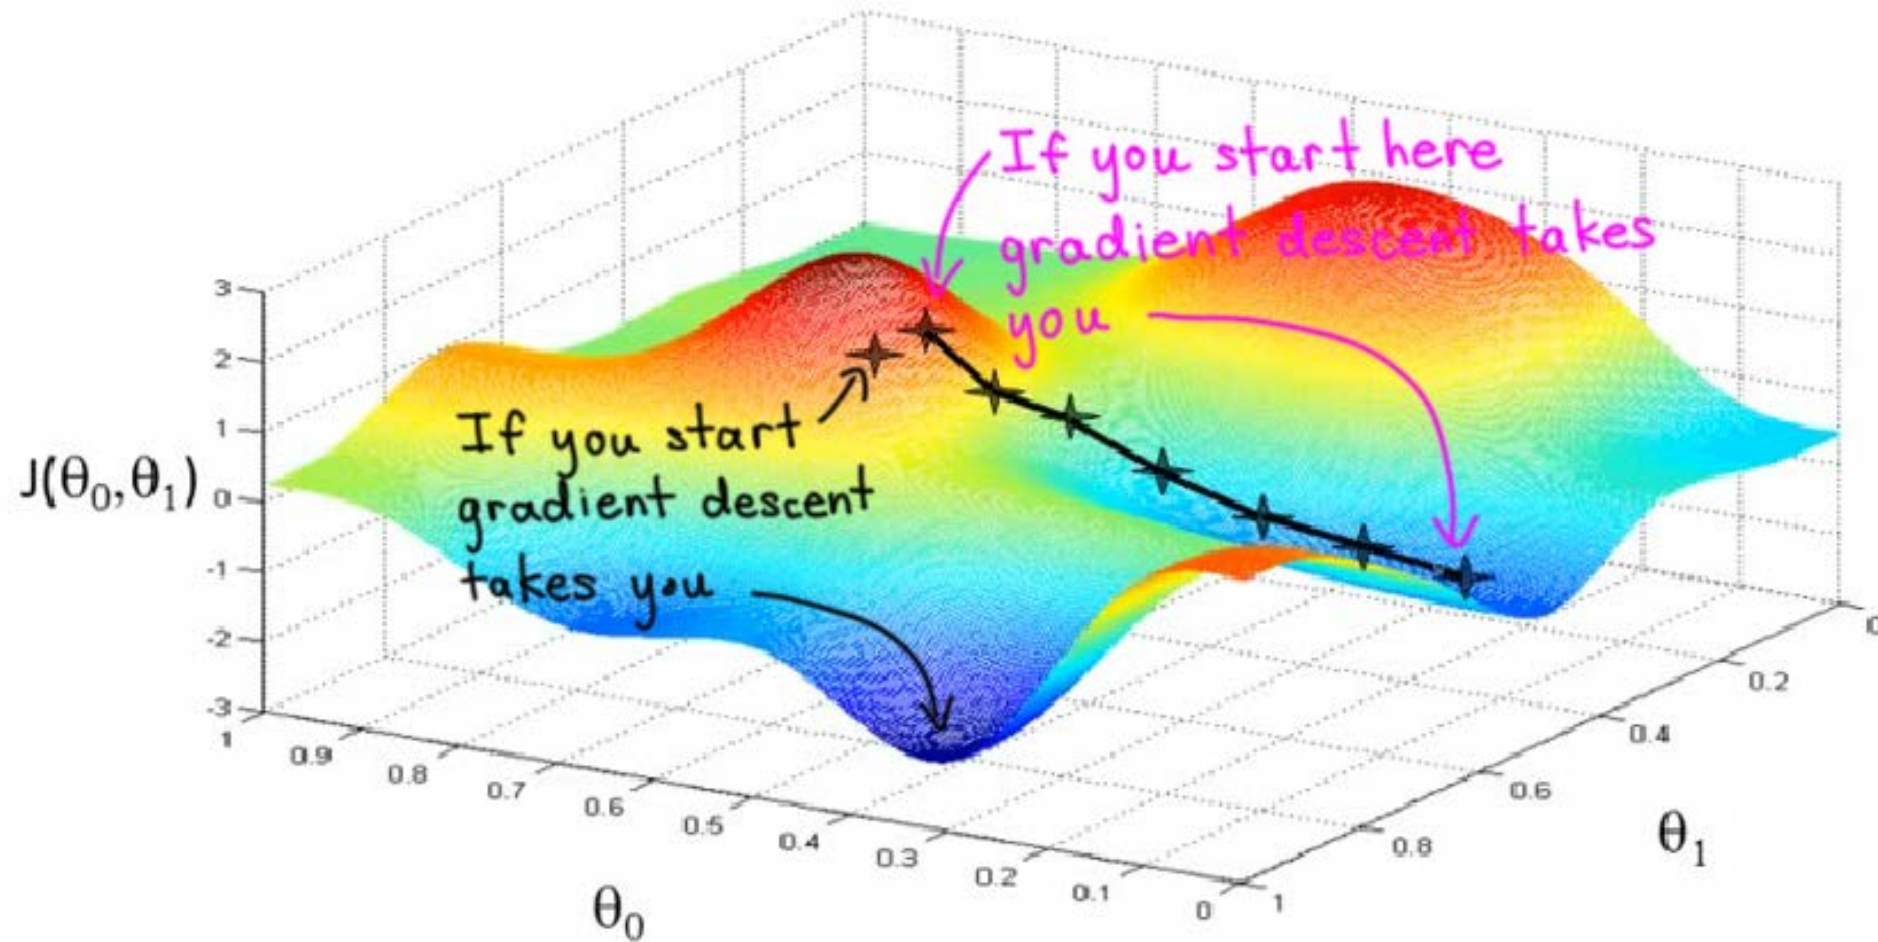 If you start here
gradient descent takes
you
If you start
gradient descent
takes you
J(θ₀,θ₁)
3
2
1
0
-1
-2
-3
1
0.9
0.8
0.7
0.6
0.5
0.4
0.3
0.2
0.1
0
θ₀
1
0.8
0.6
0.4
0.2
0
θ₁